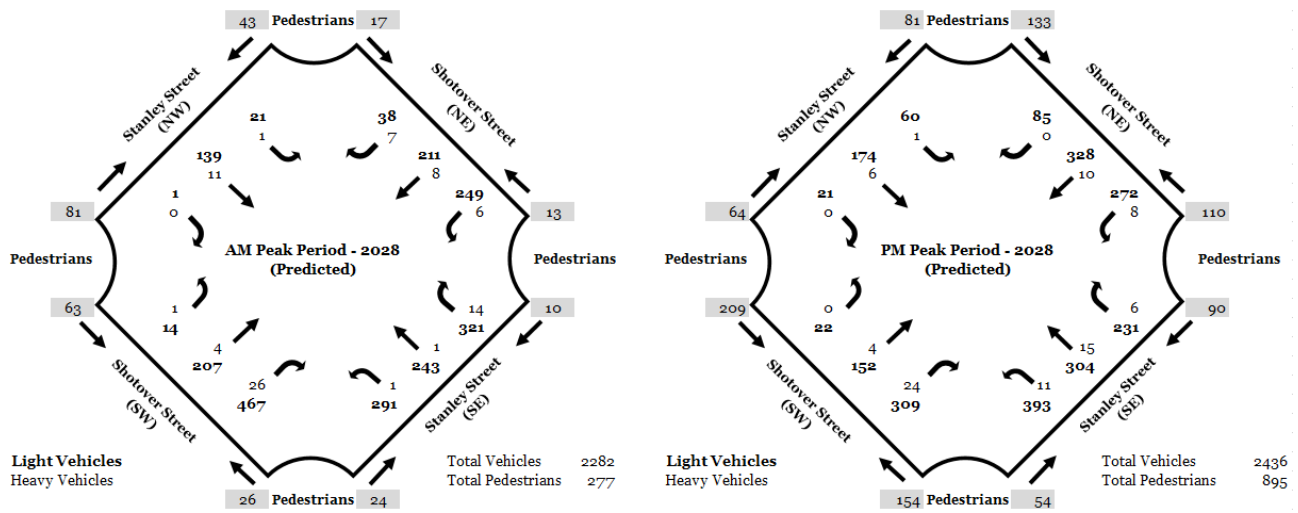 43 Pedestrians 17
Stanley Street
(NW)
Shotover Street
(NE)
21
1
38
7
139
11
211
8
1
0
249
6
81
13
Pedestrians
AM Peak Period - 2028
(Predicted)
Pedestrians
63
10
1
14
14
321
4
207
1
243
26
467
1
291
Shotover Street
(SW)
Stanley Street
(SE)
Light Vehicles
Heavy Vehicles
Total Vehicles 2282
Total Pedestrians 277
26 Pedestrians 24
81 Pedestrians 133
Stanley Street
(NW)
Shotover Street
(NE)
60
1
85
0
174
6
328
10
21
0
272
8
64
110
Pedestrians
PM Peak Period - 2028
(Predicted)
Pedestrians
209
90
0
22
6
231
4
152
15
304
24
309
11
393
Shotover Street
(SW)
Stanley Street
(SE)
Light Vehicles
Heavy Vehicles
Total Vehicles 2436
Total Pedestrians 895
154 Pedestrians 54